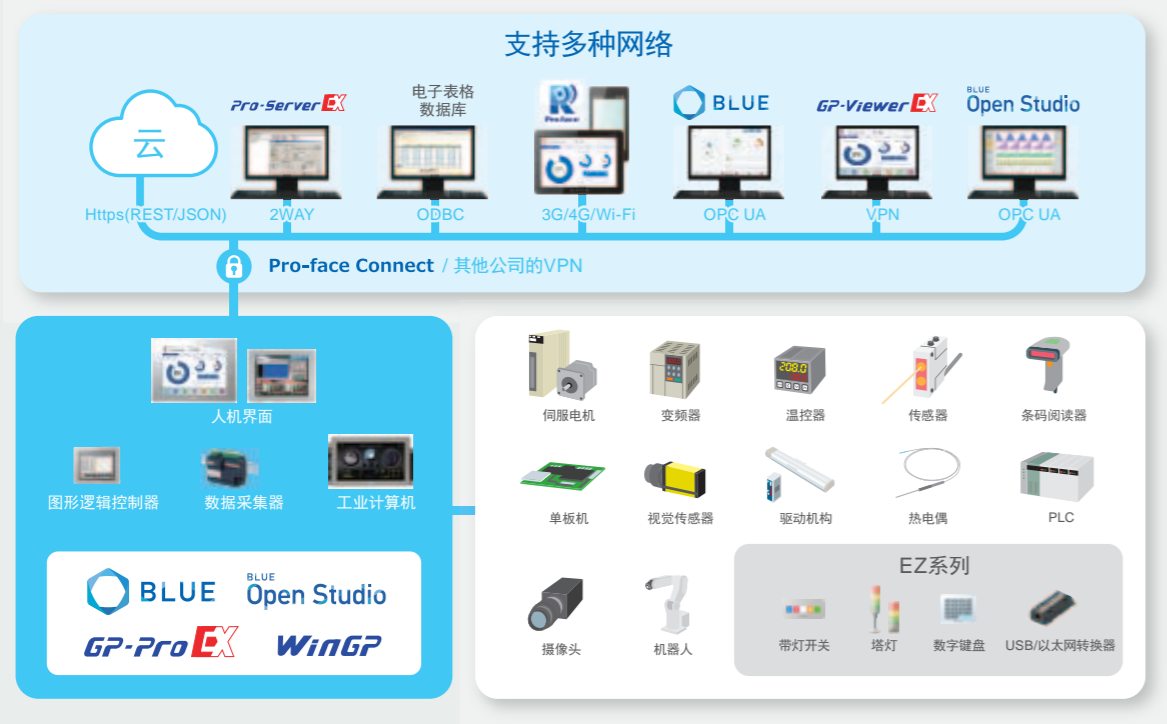 支持多种网络
云
Pro-Server EX
电子表格
数据库
Pro-face
BLUE
GP-Viewer EX
BLUE
Open Studio
Https(REST/JSON)
2WAY
ODBC
3G/4G/Wi-Fi
OPC UA
VPN
OPC UA
Pro-face Connect / 其他公司的VPN
人机界面
图形逻辑控制器
数据采集器
工业计算机
BLUE
BLUE
Open Studio
GP-Pro EX
WinGP
208.0
伺服电机
变频器
温控器
传感器
条码阅读器
单板机
视觉传感器
驱动机构
热电偶
PLC
摄像头
机器人
EZ系列
带灯开关
塔灯
数字键盘
USB/以太网转换器